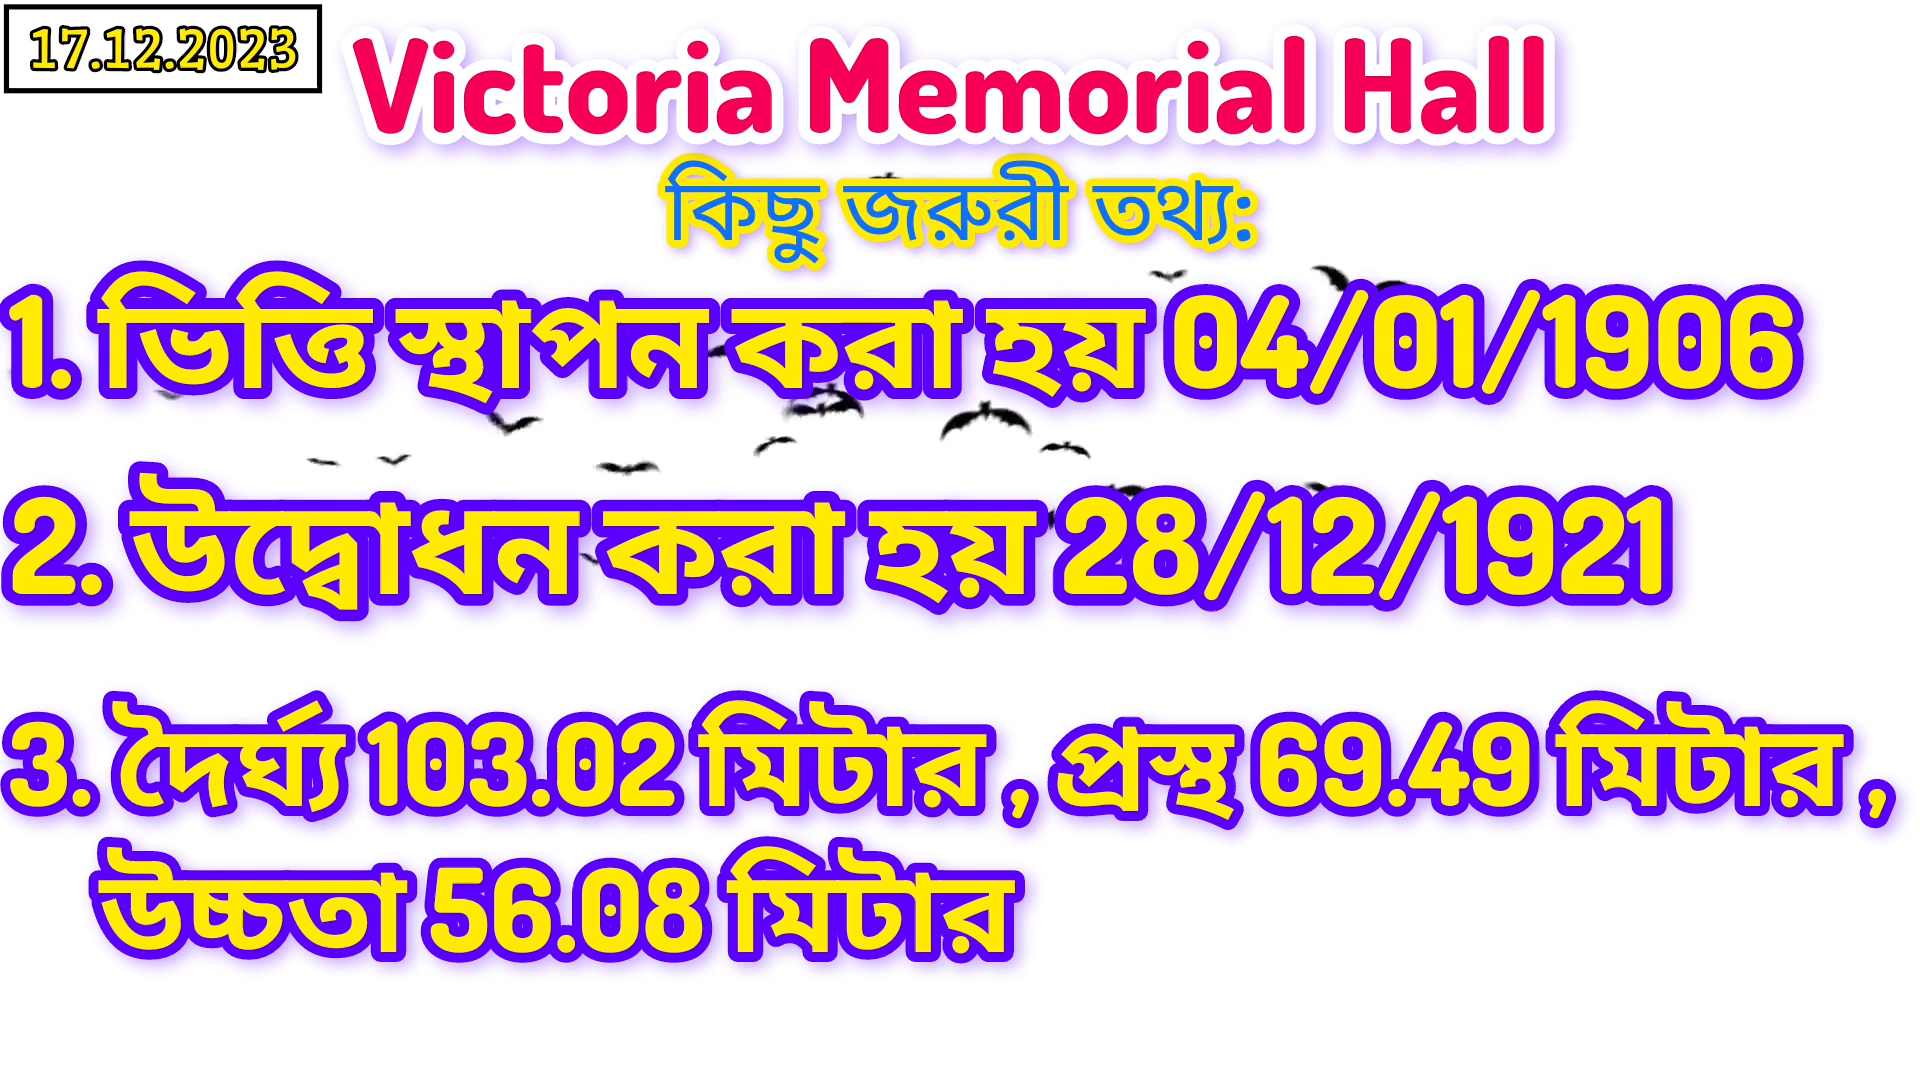 17.12.2023
Victoria Memorial Hall
কিছু জরুরী তথ্য:
1. ভিত্তি স্থাপন করা হয় 04/01/1906
2. উদ্বোধন করা হয় 28/12/1921
3. দৈর্ঘ্য 103.02 মিটার , প্রস্থ 69.49 মিটার ,
উচ্চতা 56.08 মিটার